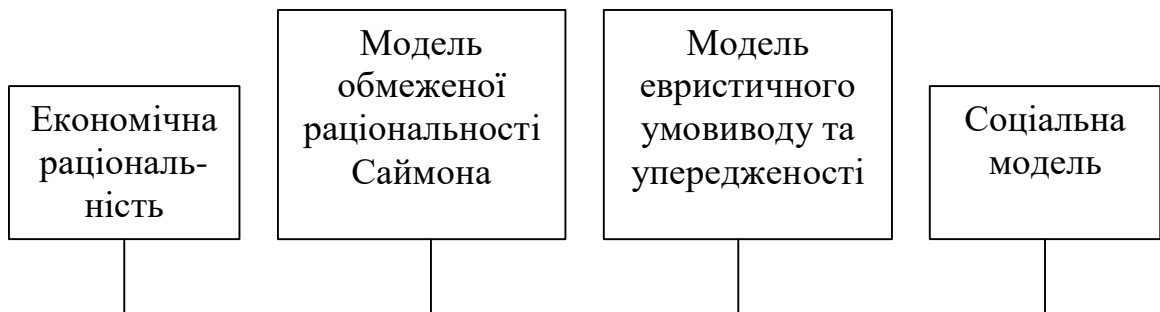 Економічна
раціональ-
ність
Модель
обмеженої
раціональності
Саймона
Модель
евристичного
умовиводу та
упередженості
Соціальна
модель